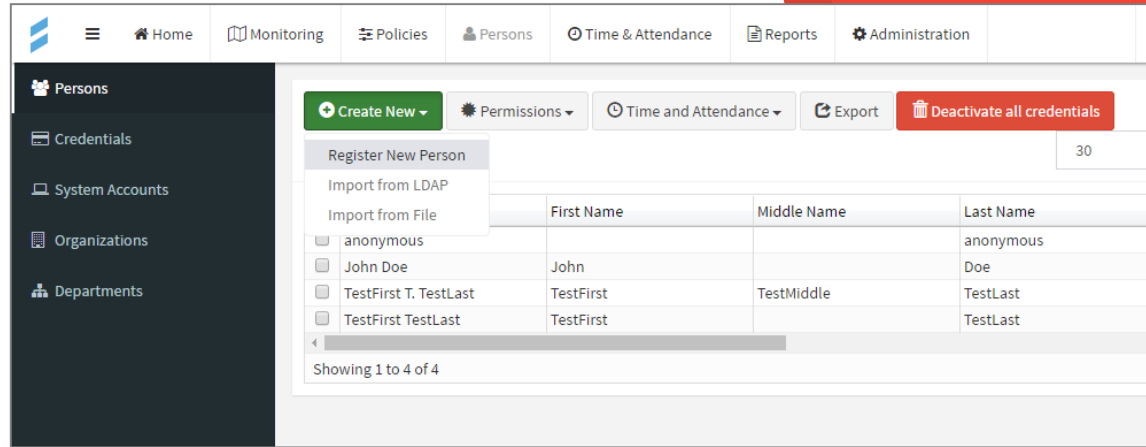 Home Monitoring Policies Persons Time & Attendance Reports Administration
Persons
Credentials
System Accounts
Organizations
Departments
Create New Permissions Time and Attendance Export Deactivate all credentials
Register New Person
Import from LDAP
Import from File
30
First Name Middle Name Last Name
anonymous anonymous
John Doe John Doe
TestFirst T. TestLast TestFirst TestMiddle TestLast
TestFirst TestLast TestFirst TestLast
Showing 1 to 4 of 4